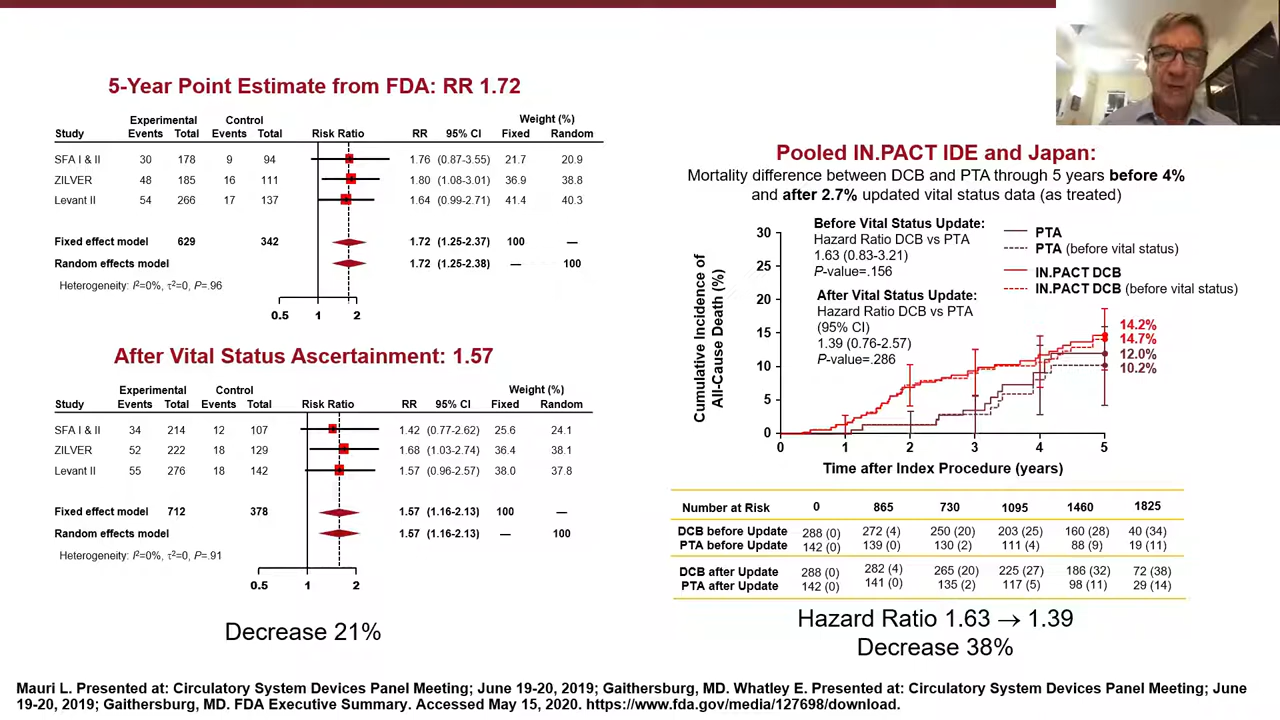 5-Year Point Estimate from FDA: RR 1.72
Experimental Control Weight (%)
Study Events Total Events Total Risk Ratio RR 95% CI Fixed Random
SFA I & II 30 178 9 94 1.76 (0.87-3.55) 21.7 20.9
ZILVER 48 185 16 111 1.80 (1.08-3.01) 36.9 38.8
Levant II 54 266 17 137 1.64 (0.99-2.71) 41.4 40.3
Fixed effect model 629 342 1.72 (1.25-2.37) 100 —
Random effects model 1.72 (1.25-2.38) — 100
Heterogeneity: I²=0%, τ²=0, P=.96
0.5 1 2
After Vital Status Ascertainment: 1.57
Experimental Control Weight (%)
Study Events Total Events Total Risk Ratio RR 95% CI Fixed Random
SFA I & II 34 214 12 107 1.42 (0.77-2.62) 25.6 24.1
ZILVER 52 222 18 129 1.68 (1.03-2.74) 36.4 38.1
Levant II 55 276 18 142 1.57 (0.96-2.57) 38.0 37.8
Fixed effect model 712 378 1.57 (1.16-2.13) 100 —
Random effects model 1.57 (1.16-2.13) — 100
Heterogeneity: I²=0%, τ²=0, P=.91
0.5 1 2
Decrease 21%
Pooled IN.PACT IDE and Japan:
Mortality difference between DCB and PTA through 5 years before 4%
and after 2.7% updated vital status data (as treated)
Before Vital Status Update:
Hazard Ratio DCB vs PTA
1.63 (0.83-3.21)
P-value=.156
After Vital Status Update:
Hazard Ratio DCB vs PTA
(95% CI)
1.39 (0.76-2.57)
P-value=.286
PTA
PTA (before vital status)
IN.PACT DCB
IN.PACT DCB (before vital status)
Cumulative Incidence of
All-Cause Death (%)
30
25
20
15
10
5
0
14.2%
14.7%
12.0%
10.2%
0 1 2 3 4 5
Time after Index Procedure (years)
Number at Risk 0 865 730 1095 1460 1825
DCB before Update 288 (0) 272 (4) 250 (20) 203 (25) 160 (28) 40 (34)
PTA before Update 142 (0) 139 (0) 130 (2) 111 (4) 88 (9) 19 (11)
DCB after Update 288 (0) 282 (4) 265 (20) 225 (27) 186 (32) 72 (38)
PTA after Update 142 (0) 141 (0) 135 (2) 117 (5) 98 (11) 29 (14)
Hazard Ratio 1.63 → 1.39
Decrease 38%
Mauri L. Presented at: Circulatory System Devices Panel Meeting; June 19-20, 2019; Gaithersburg, MD. Whatley E. Presented at: Circulatory System Devices Panel Meeting; June
19-20, 2019; Gaithersburg, MD. FDA Executive Summary. Accessed May 15, 2020. https://www.fda.gov/media/127698/download.